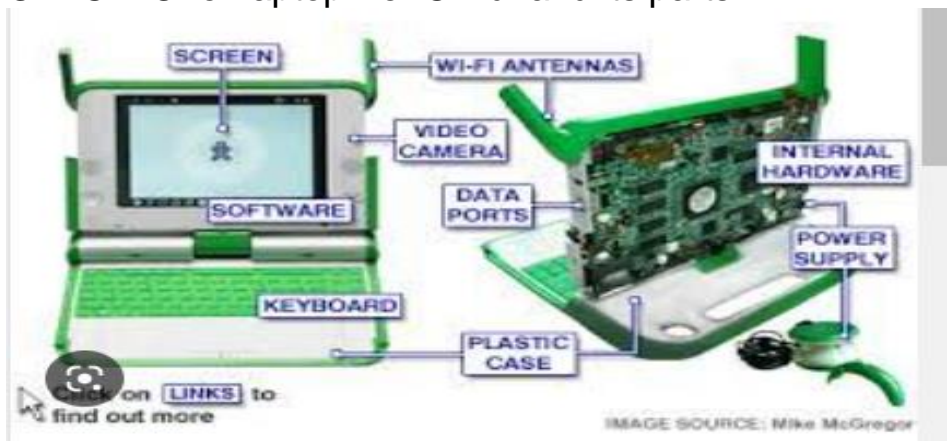 SCREEN
WI-FI ANTENNAS
VIDEO
CAMERA
INTERNAL
HARDWARE
DATA
PORTS
SOFTWARE
POWER
SUPPLY
KEYBOARD
PLASTIC
CASE
on LINKS to
find out more
IMAGE SOURCE: Mike McGregor